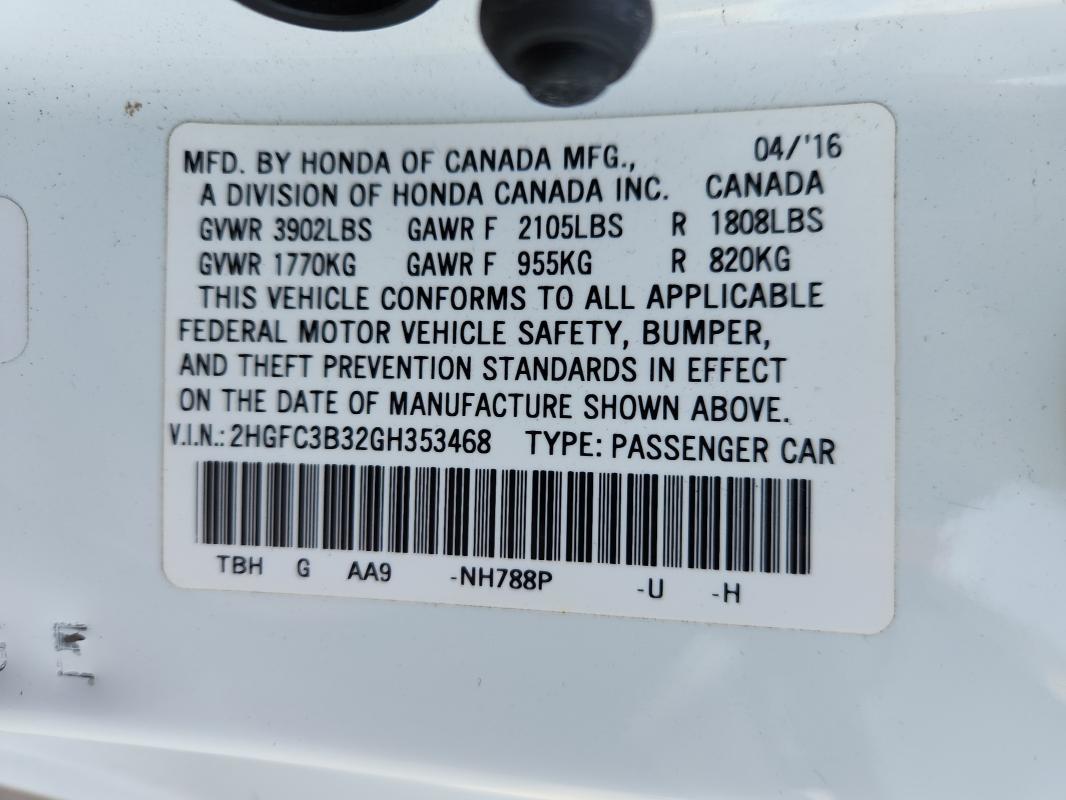 MFD. BY HONDA OF CANADA MFG., 04/'16
A DIVISION OF HONDA CANADA INC. CANADA
GVWR 3902LBS GAWR F 2105LBS R 1808LBS
GVWR 1770KG GAWR F 955KG R 820KG
THIS VEHICLE CONFORMS TO ALL APPLICABLE
FEDERAL MOTOR VEHICLE SAFETY, BUMPER,
AND THEFT PREVENTION STANDARDS IN EFFECT
ON THE DATE OF MANUFACTURE SHOWN ABOVE.
V.I.N.: 2HGFC3B32GH353468 TYPE: PASSENGER CAR
TBH G AA9 -NH788P -U -H